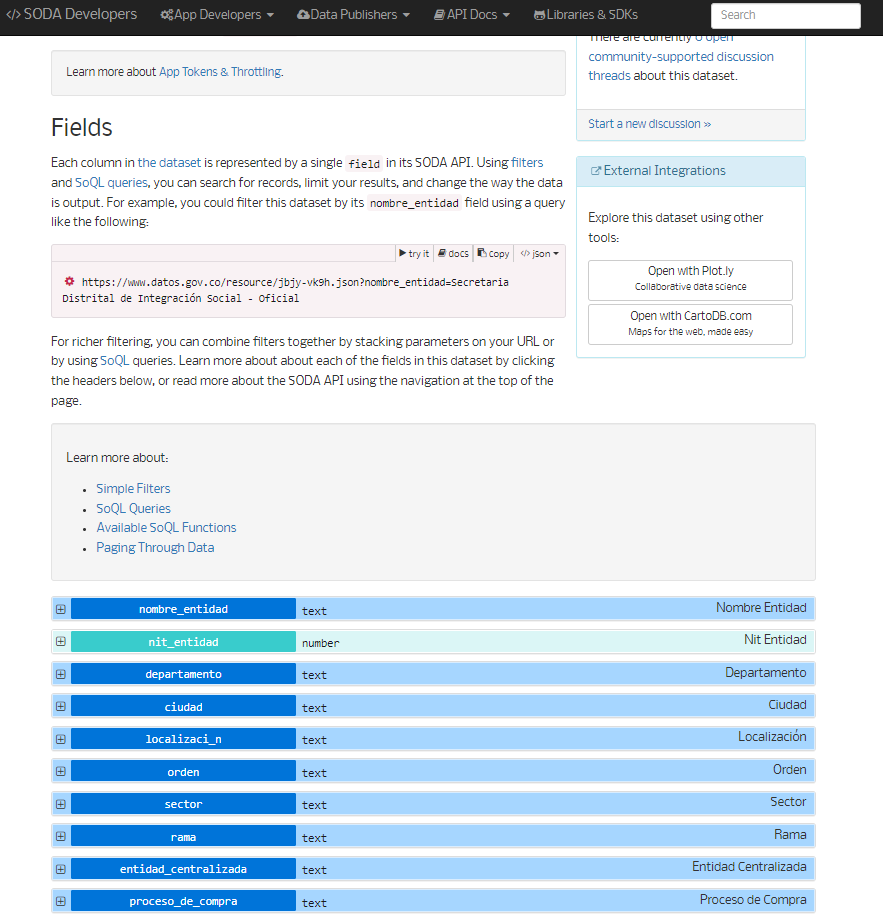 </> SODA Developers App Developers Data Publishers API Docs Libraries & SDKs Search
Learn more about App Tokens & Throttling.
Fields
Each column in the dataset is represented by a single field in its SODA API. Using filters
and SoQL queries, you can search for records, limit your results, and change the way the data
is output. For example, you could filter this dataset by its nombre_entidad field using a query
like the following:
try it docs copy </> json
https://www.datos.gov.co/resource/jbjy-vk9h.json?nombre_entidad=Secretaria
Distrital de Integración Social - Oficial
For richer filtering, you can combine filters together by stacking parameters on your URL or
by using SoQL queries. Learn more about about each of the fields in this dataset by clicking
the headers below, or read more about the SODA API using the navigation at the top of the
page.
There are currently 0 open
community-supported discussion
threads about this dataset.
Start a new discussion »
External Integrations
Explore this dataset using other
tools:
Open with Plot.ly
Collaborative data science
Open with CartoDB.com
Maps for the web, made easy
Learn more about:
• Simple Filters
• SoQL Queries
• Available SoQL Functions
• Paging Through Data
nombre_entidad text Nombre Entidad
nit_entidad number Nit Entidad
departamento text Departamento
ciudad text Ciudad
localizaci_n text Localización
orden text Orden
sector text Sector
rama text Rama
entidad_centralizada text Entidad Centralizada
proceso_de_compra text Proceso de Compra